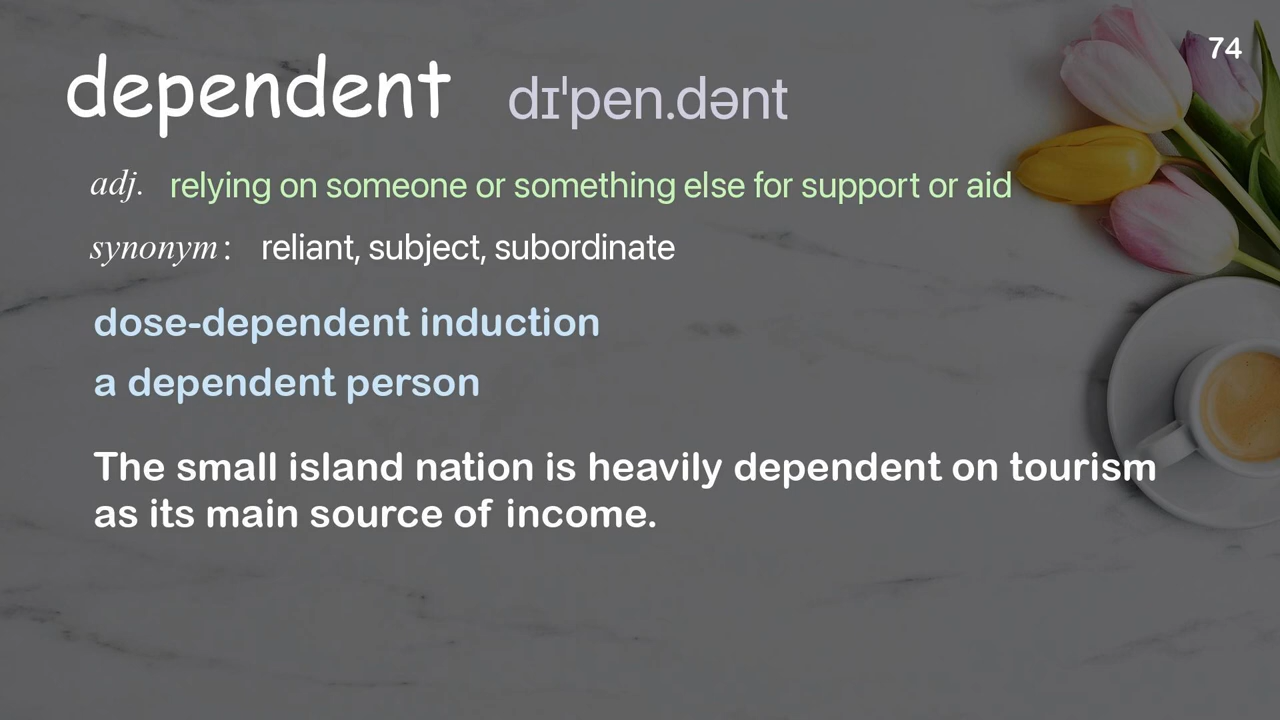 74
dependent dɪˈpen.dənt
adj. relying on someone or something else for support or aid
synonym: reliant, subject, subordinate
dose-dependent induction
a dependent person
The small island nation is heavily dependent on tourism
as its main source of income.